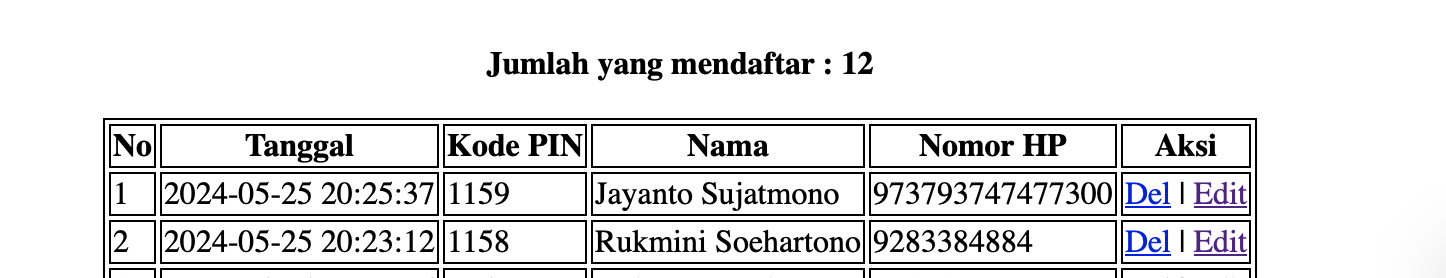 Jumlah yang mendaftar : 12
No Tanggal Kode PIN Nama Nomor HP Aksi
1 2024-05-25 20:25:37 1159 Jayanto Sujatmono 973793747477300 Del | Edit
2 2024-05-25 20:23:12 1158 Rukmini Soehartono 9283384884 Del | Edit